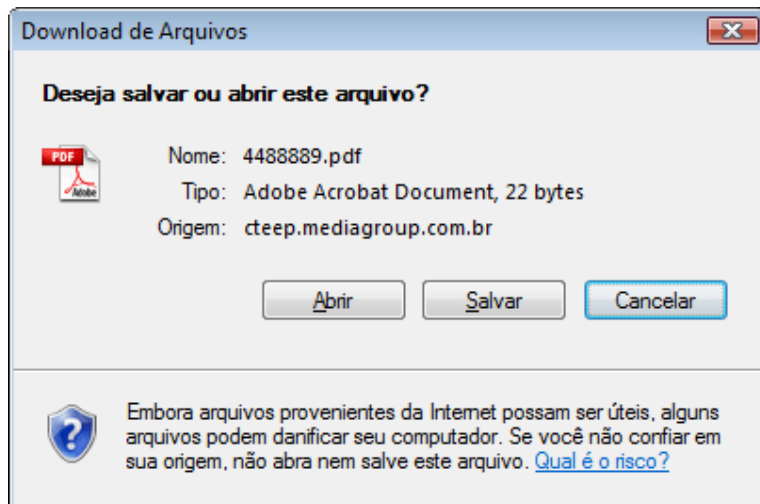 Download de Arquivos
Deseja salvar ou abrir este arquivo?
PDF
Adobe
Nome: 4488889.pdf
Tipo: Adobe Acrobat Document, 22 bytes
Origem: cteep.mediagroup.com.br
Abrir Salvar Cancelar
Embora arquivos provenientes da Internet possam ser úteis, alguns
arquivos podem danificar seu computador. Se você não confiar em
sua origem, não abra nem salve este arquivo. Qual é o risco?